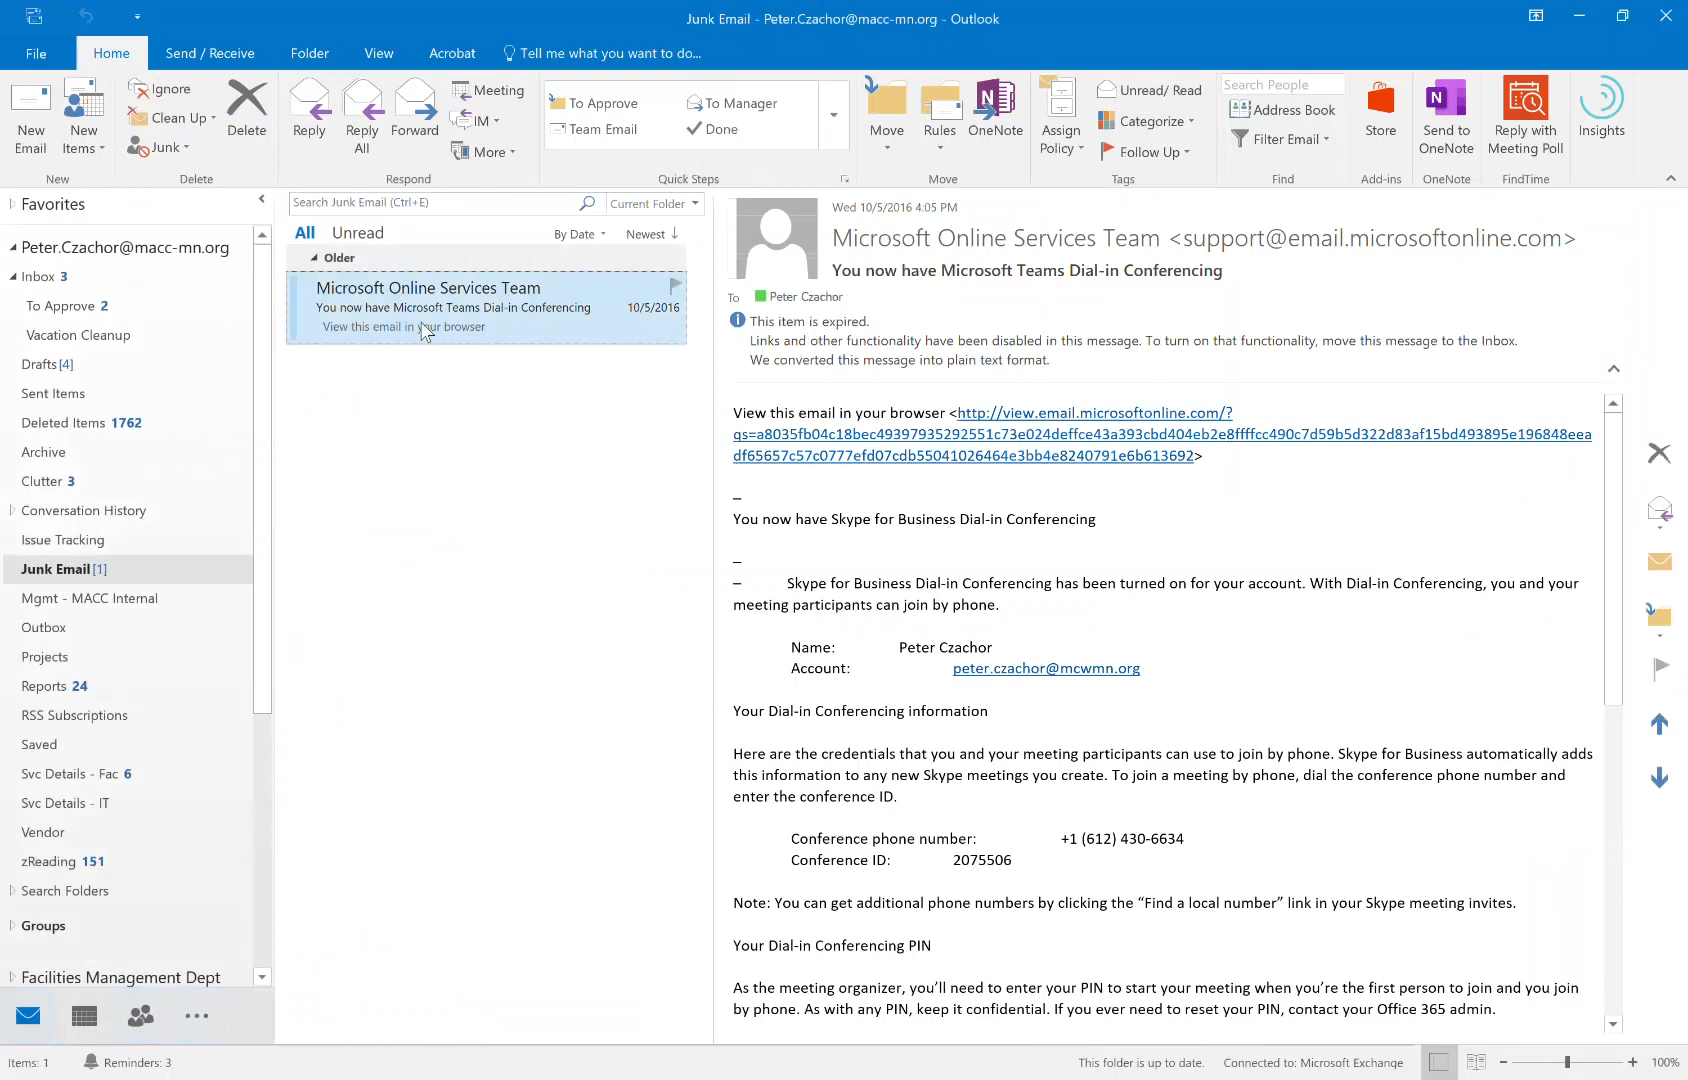 Junk Email - Peter.Czachor@macc-mn.org - Outlook
File
Home
Send / Receive
Folder
View
Acrobat
Tell me what you want to do...
New Email
New Items
New
Ignore
Clean Up
Junk
Delete
Delete
Reply
Reply All
Forward
Meeting
IM
More
Respond
To Approve
To Manager
Team Email
Done
Quick Steps
Move
Rules
OneNote
Move
Assign Policy
Unread/ Read
Categorize
Follow Up
Tags
Search People
Address Book
Filter Email
Find
Store
Add-ins
Send to OneNote
OneNote
Reply with Meeting Poll
FindTime
Insights
Favorites
Peter.Czachor@macc-mn.org
Inbox 3
To Approve 2
Vacation Cleanup
Drafts [4]
Sent Items
Deleted Items 1762
Archive
Clutter 3
Conversation History
Issue Tracking
Junk Email [1]
Mgmt - MACC Internal
Outbox
Projects
Reports 24
RSS Subscriptions
Saved
Svc Details - Fac 6
Svc Details - IT
Vendor
zReading 151
Search Folders
Groups
Facilities Management Dept
Search Junk Email (Ctrl+E)
Current Folder
All Unread
By Date Newest
Older
Microsoft Online Services Team
You now have Microsoft Teams Dial-in Conferencing 10/5/2016
View this email in your browser
Wed 10/5/2016 4:05 PM
Microsoft Online Services Team <support@email.microsoftonline.com>
You now have Microsoft Teams Dial-in Conferencing
To Peter Czachor
This item is expired.
Links and other functionality have been disabled in this message. To turn on that functionality, move this message to the Inbox.
We converted this message into plain text format.
View this email in your browser <http://view.email.microsoftonline.com/?
qs=a8035fb04c18bec49397935292551c73e024deffce43a393cbd404eb2e8ffffcc490c7d59b5d322d83af15bd493895e196848eea
df65657c57c0777efd07cdb55041026464e3bb4e8240791e6b613692>
–
You now have Skype for Business Dial-in Conferencing
–
– Skype for Business Dial-in Conferencing has been turned on for your account. With Dial-in Conferencing, you and your
meeting participants can join by phone.
Name: Peter Czachor
Account: peter.czachor@mcwmn.org
Your Dial-in Conferencing information
Here are the credentials that you and your meeting participants can use to join by phone. Skype for Business automatically adds
this information to any new Skype meetings you create. To join a meeting by phone, dial the conference phone number and
enter the conference ID.
Conference phone number: +1 (612) 430-6634
Conference ID: 2075506
Note: You can get additional phone numbers by clicking the “Find a local number” link in your Skype meeting invites.
Your Dial-in Conferencing PIN
As the meeting organizer, you’ll need to enter your PIN to start your meeting when you’re the first person to join and you join
by phone. As with any PIN, keep it confidential. If you ever need to reset your PIN, contact your Office 365 admin.
Items: 1
Reminders: 3
This folder is up to date.
Connected to: Microsoft Exchange
100%